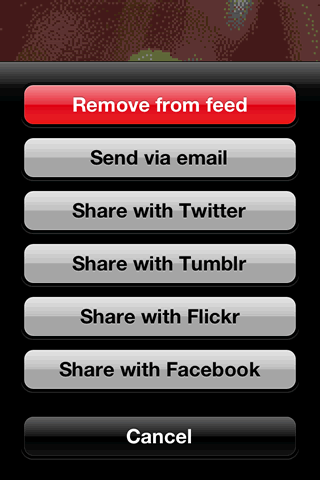 Remove from feed
Send via email
Share with Twitter
Share with Tumblr
Share with Flickr
Share with Facebook
Cancel